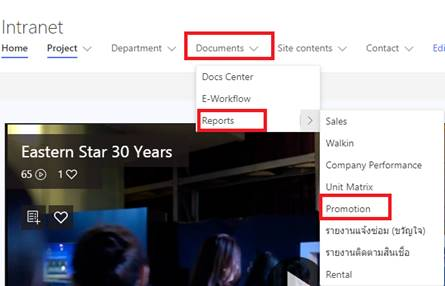 Intranet
Home Project Department Documents Site contents Contact Edi
Docs Center
E-Workflow
Reports
Sales
Walkin
Company Performance
Unit Matrix
Promotion
รายงานแจ้งซ่อม (ขวัญใจ)
รายงานติดตามสินเชื่อ
Rental
Eastern Star 30 Years
65 1